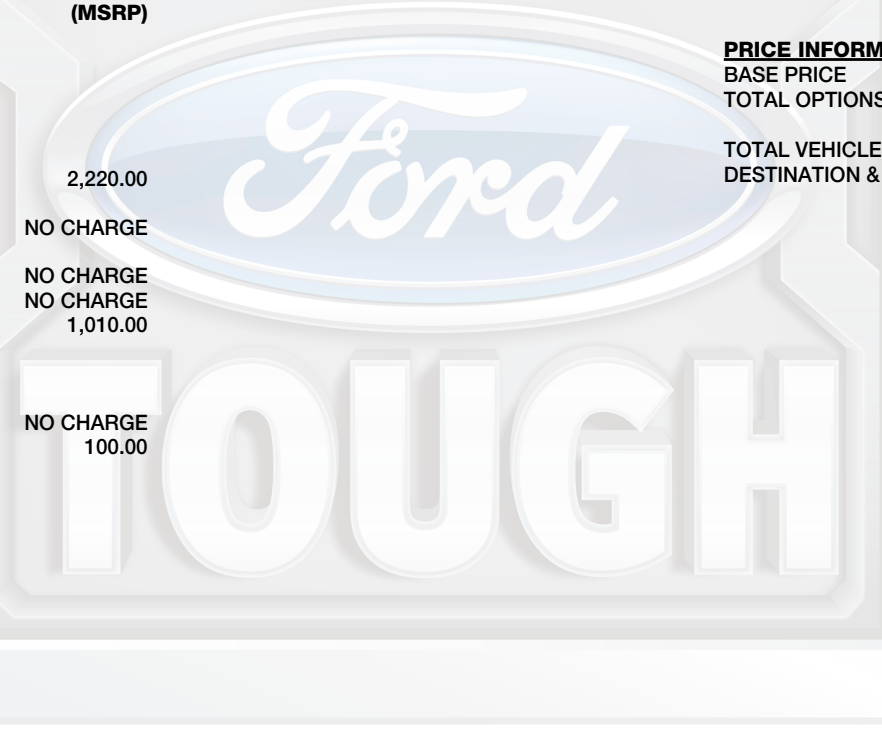 (MSRP)
2,220.00
NO CHARGE
NO CHARGE
NO CHARGE
1,010.00
NO CHARGE
100.00
PRICE INFORM
BASE PRICE
TOTAL OPTIONS
TOTAL VEHICLE
DESTINATION &
Ford
TOUGH